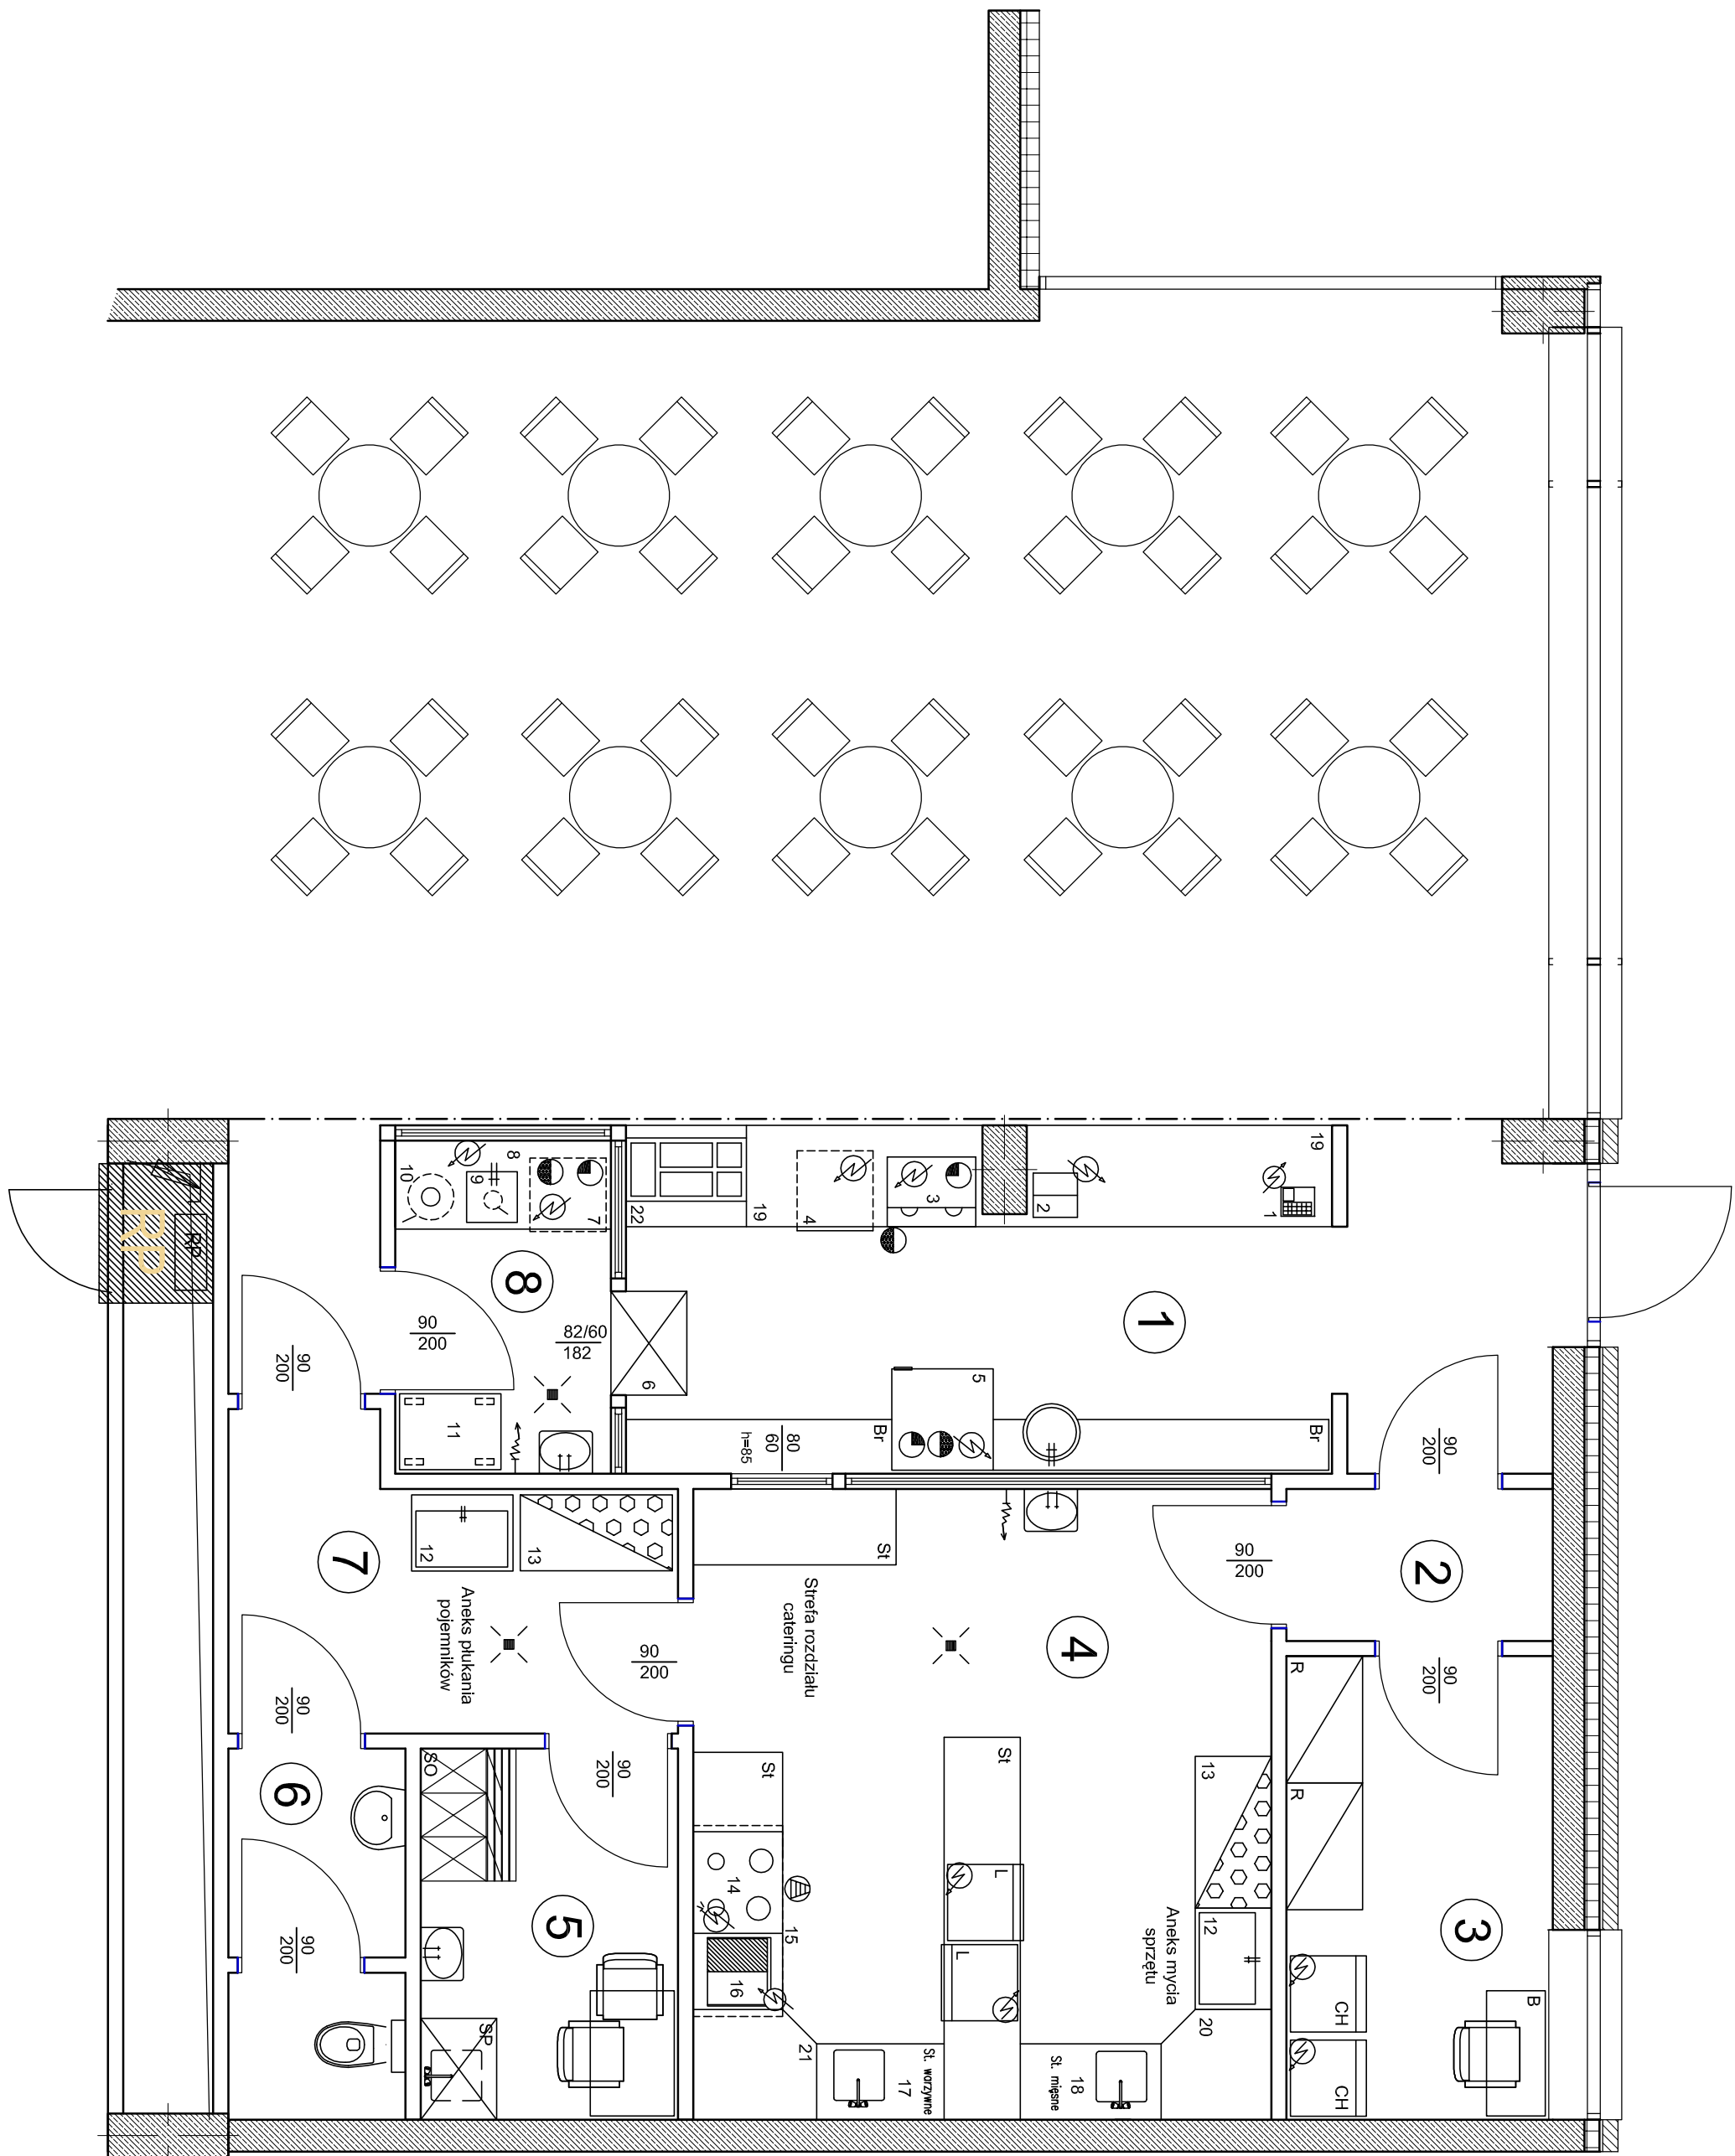 19
1
2
3
4
19
22
1
7
8
9
10
8
82/60
182
90
200
90
200
6
11
5
Br
Br
80
60
h=85
90
200
2
90
200
90
200
RP
RP
7
12
13
Aneks płukania
pojemników
St
Strefa rozdziału
cateringu
4
90
200
90
200
90
200
6
90
200
SO
5
SP
St
14
15
16
21
St
L
L
St. warzywne
17
18
St. mięsne
13
12
Aneks mycia
sprzętu
20
R
R
3
CH
CH
B